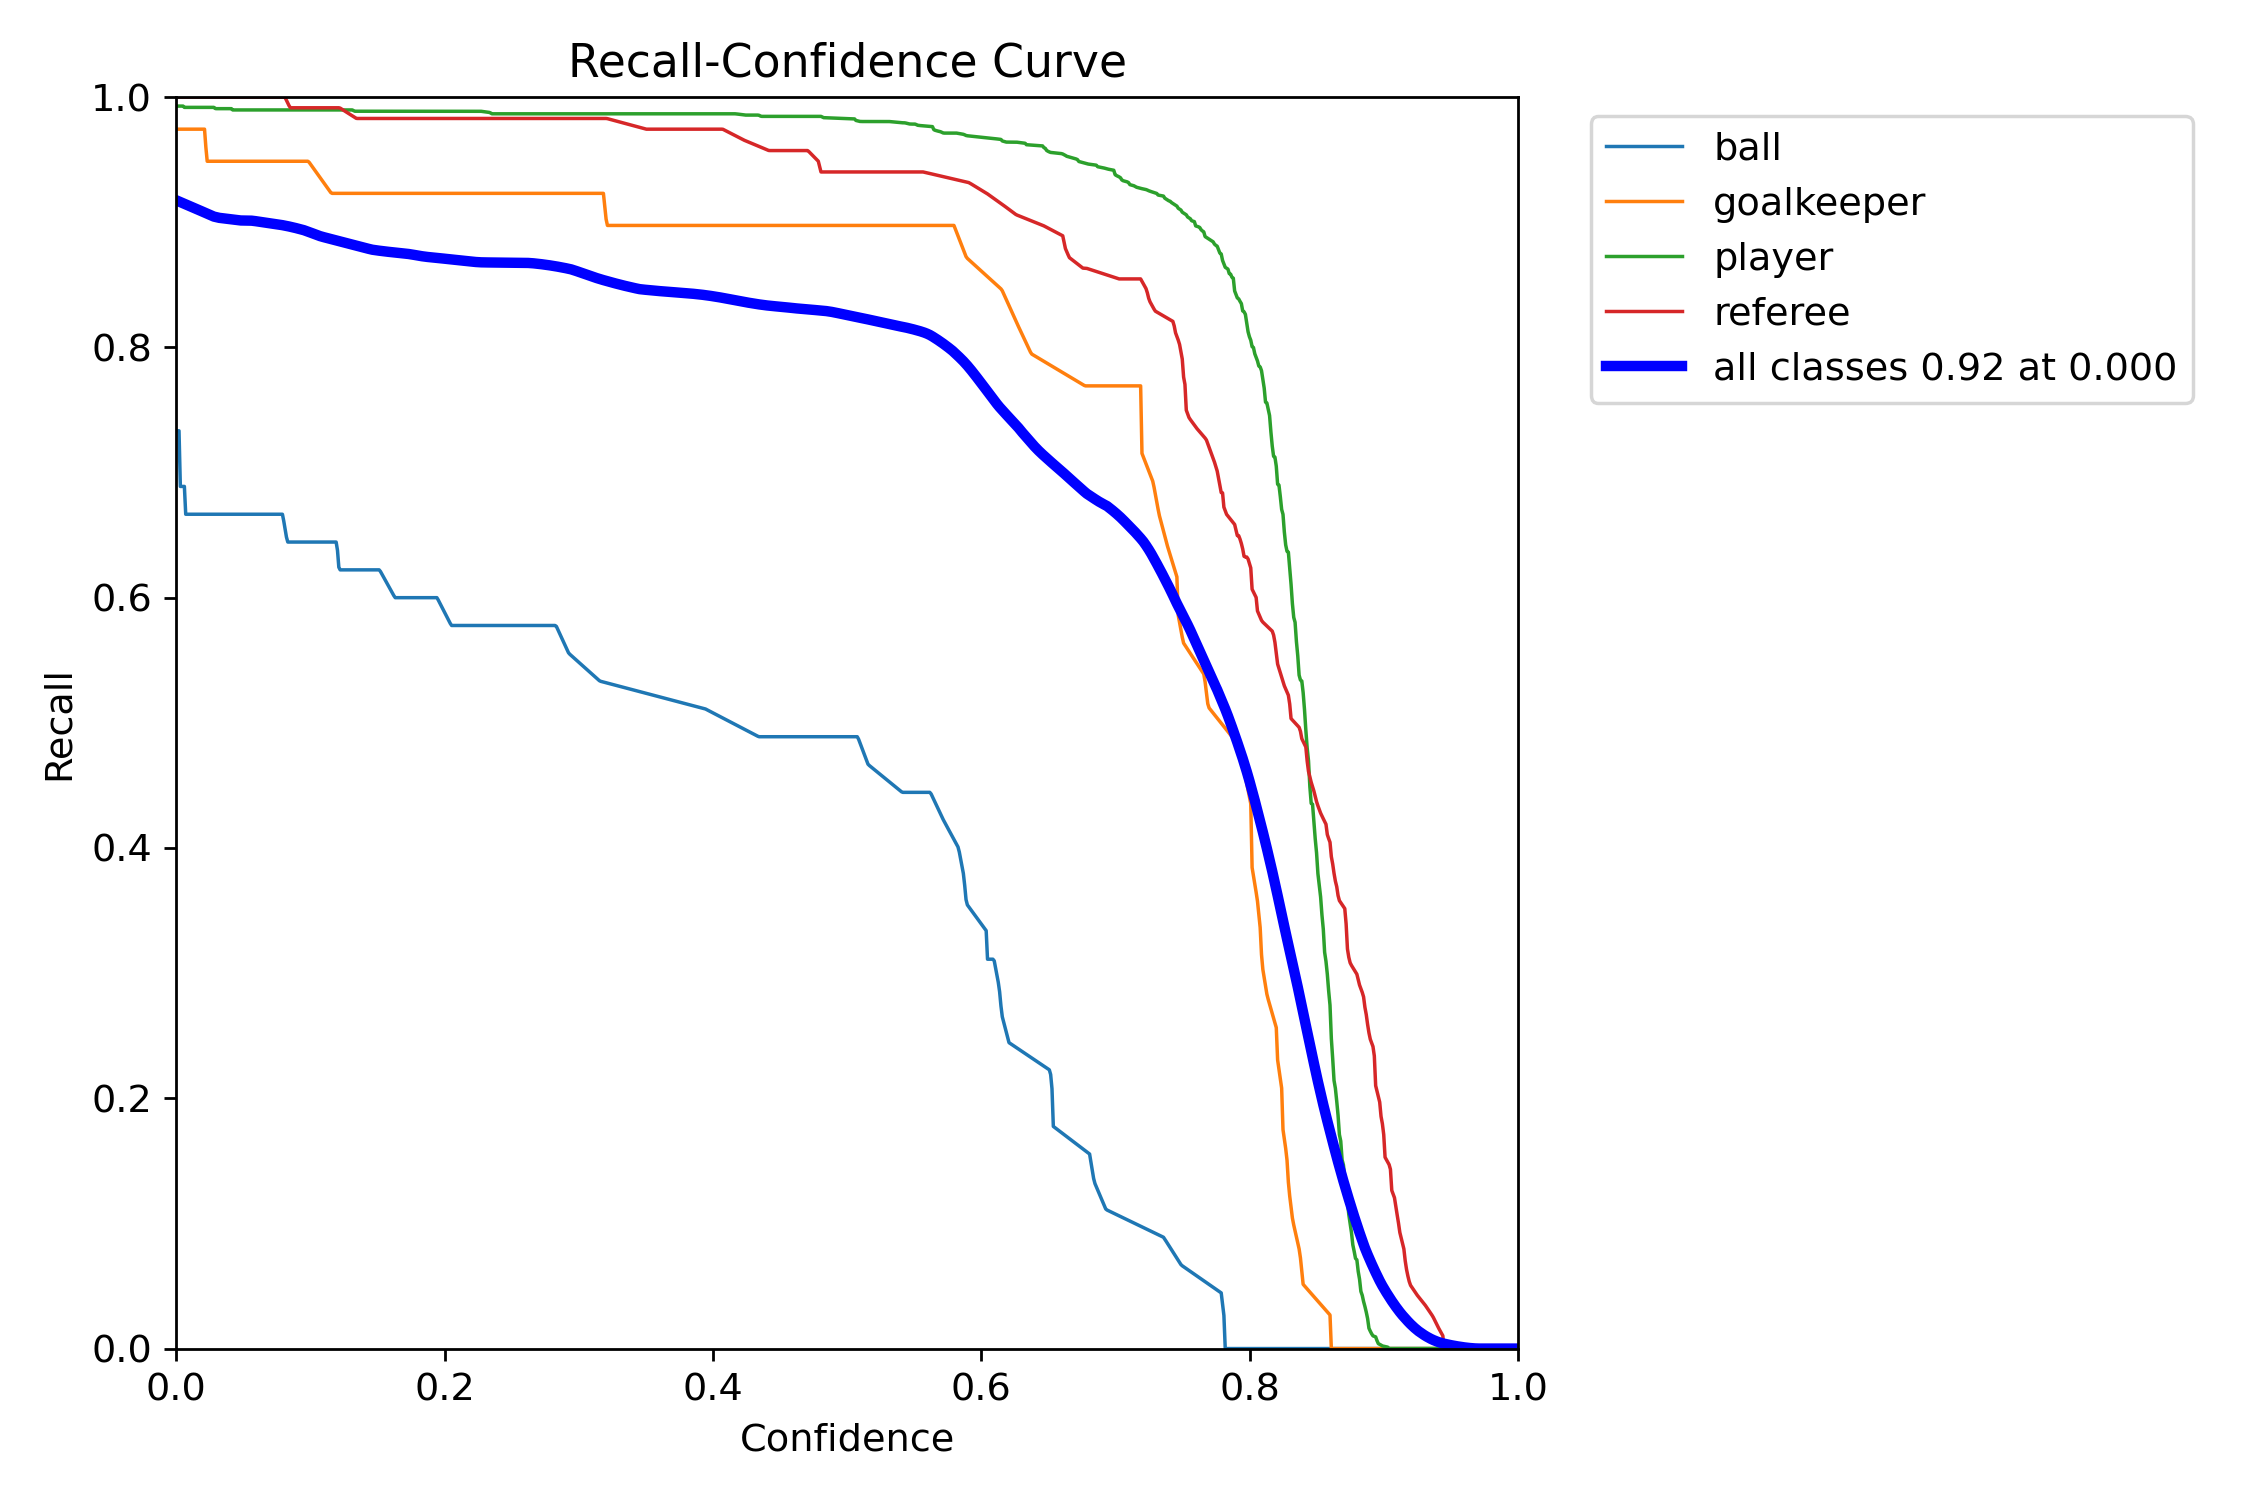 Recall-Confidence Curve
1.0
0.8
0.6
0.4
0.2
0.0
Recall
0.0 0.2 0.4 0.6 0.8 1.0
Confidence
ball
goalkeeper
player
referee
all classes 0.92 at 0.000